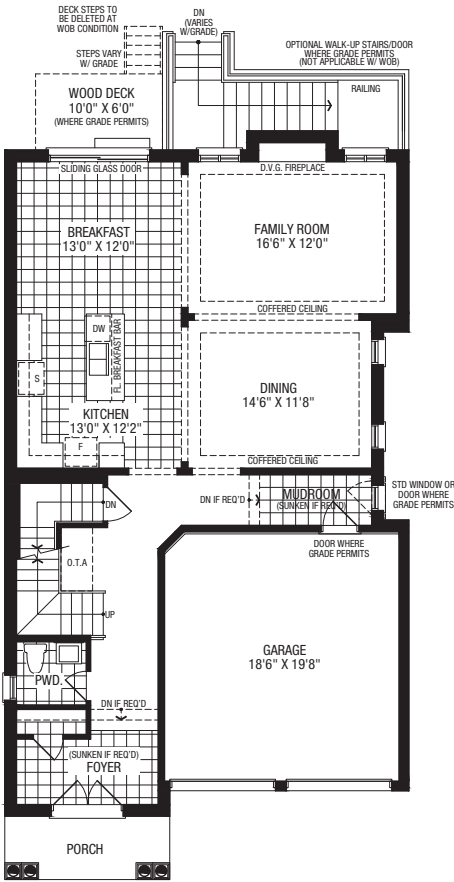 DECK STEPS TO
BE DELETED AT
WOB CONDITION
DN
(VARIES
W/GRADE)
OPTIONAL WALK-UP STAIRS/DOOR
WHERE GRADE PERMITS
(NOT APPLICABLE W/ WOB)
STEPS VARY
W/ GRADE
RAILING
WOOD DECK
10'0" X 6'0"
(WHERE GRADE PERMITS)
SLIDING GLASS DOOR
D.V.G. FIREPLACE
BREAKFAST
13'0" X 12'0"
FAMILY ROOM
16'6" X 12'0"
COFFERED CEILING
DW
FL. BREAKFAST BAR
S
DINING
14'6" X 11'8"
KITCHEN
13'0" X 12'2"
F
COFFERED CEILING
DN
DN IF REQ'D
MUDROOM
(SUNKEN IF REQ'D)
STD WINDOW OR
DOOR WHERE
GRADE PERMITS
DOOR WHERE
GRADE PERMITS
O.T.A
UP
GARAGE
18'6" X 19'8"
PWD.
DN IF REQ'D
(SUNKEN IF REQ'D)
FOYER
PORCH